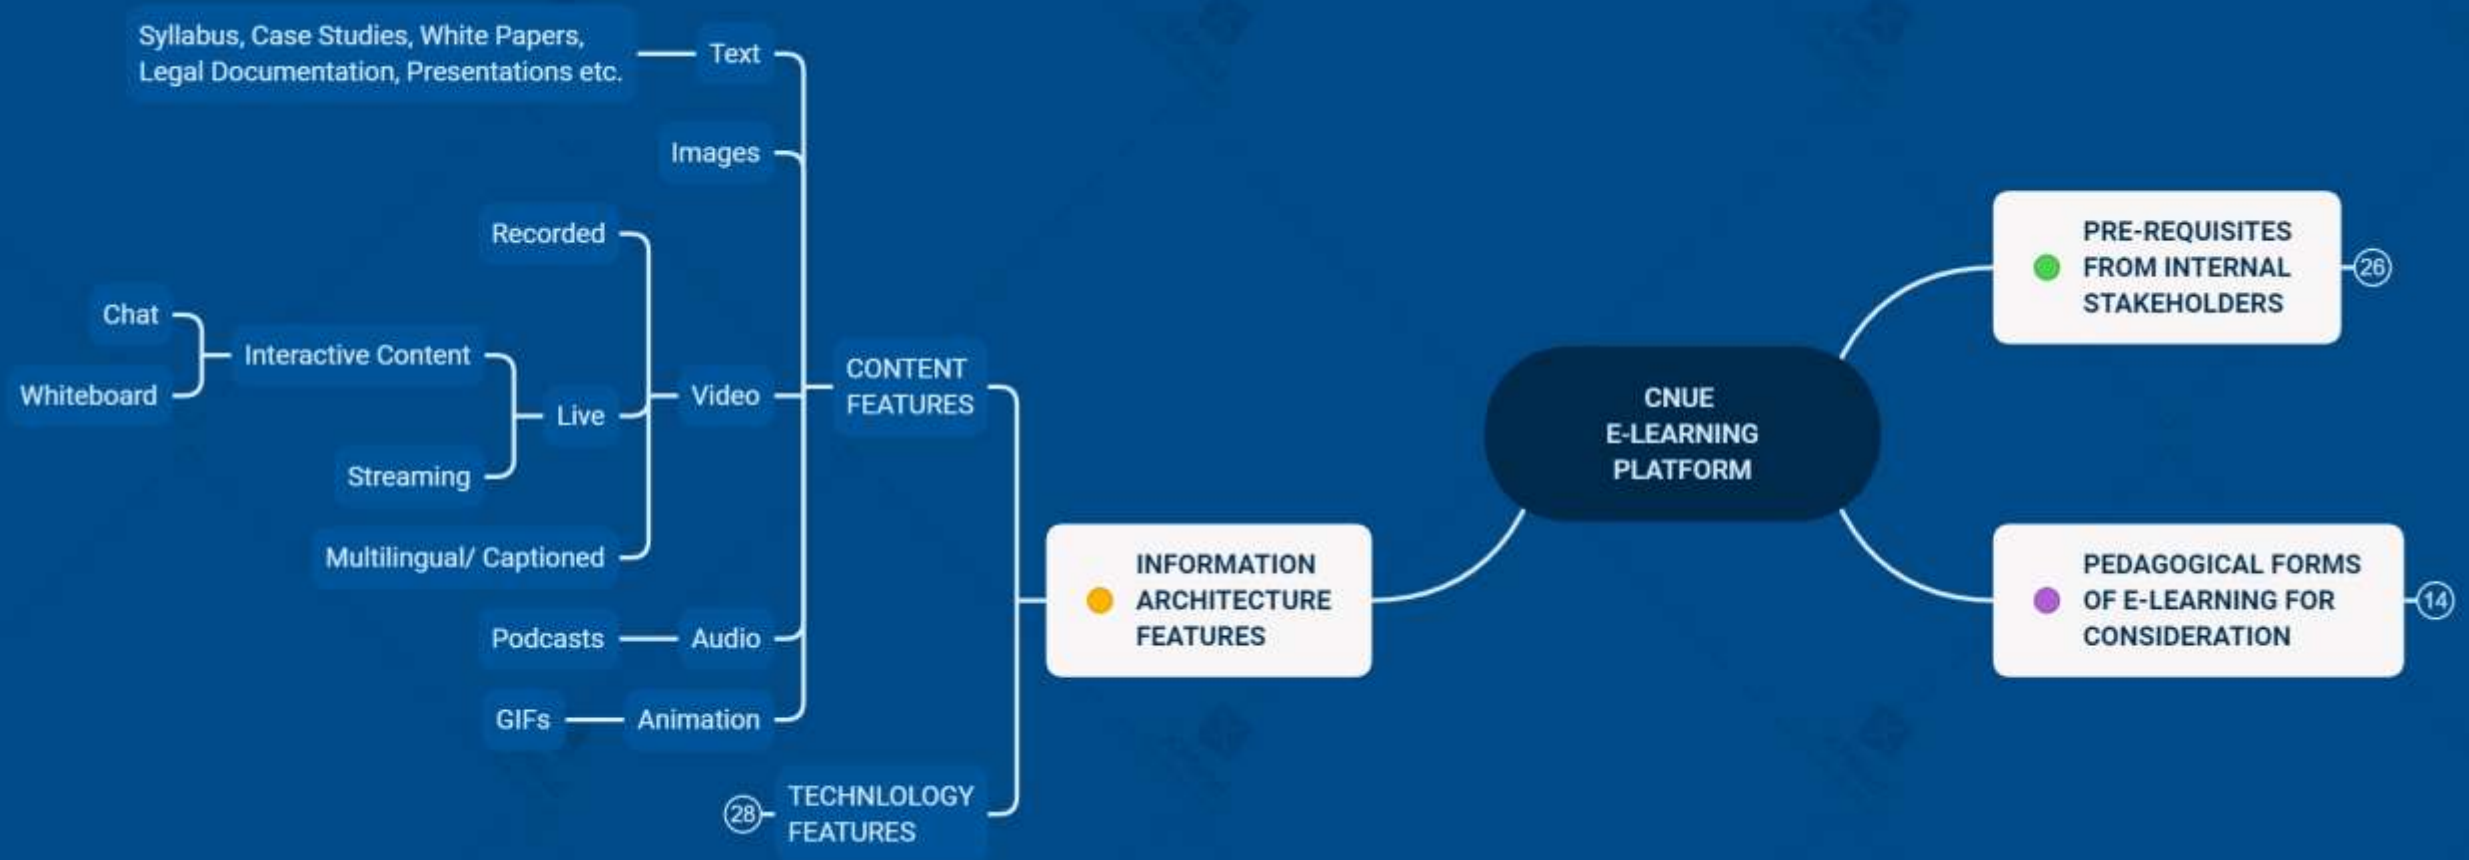 Syllabus, Case Studies, White Papers,
Legal Documentation, Presentations etc.
Text
Images
Recorded
Chat
Whiteboard
Interactive Content
Streaming
Live
Multilingual/ Captioned
Video
Podcasts
Audio
GIFs
Animation
CONTENT
FEATURES
28
TECHNLOLOGY
FEATURES
INFORMATION
ARCHITECTURE
FEATURES
CNUE
E-LEARNING
PLATFORM
PRE-REQUISITES
FROM INTERNAL
STAKEHOLDERS
26
PEDAGOGICAL FORMS
OF E-LEARNING FOR
CONSIDERATION
14